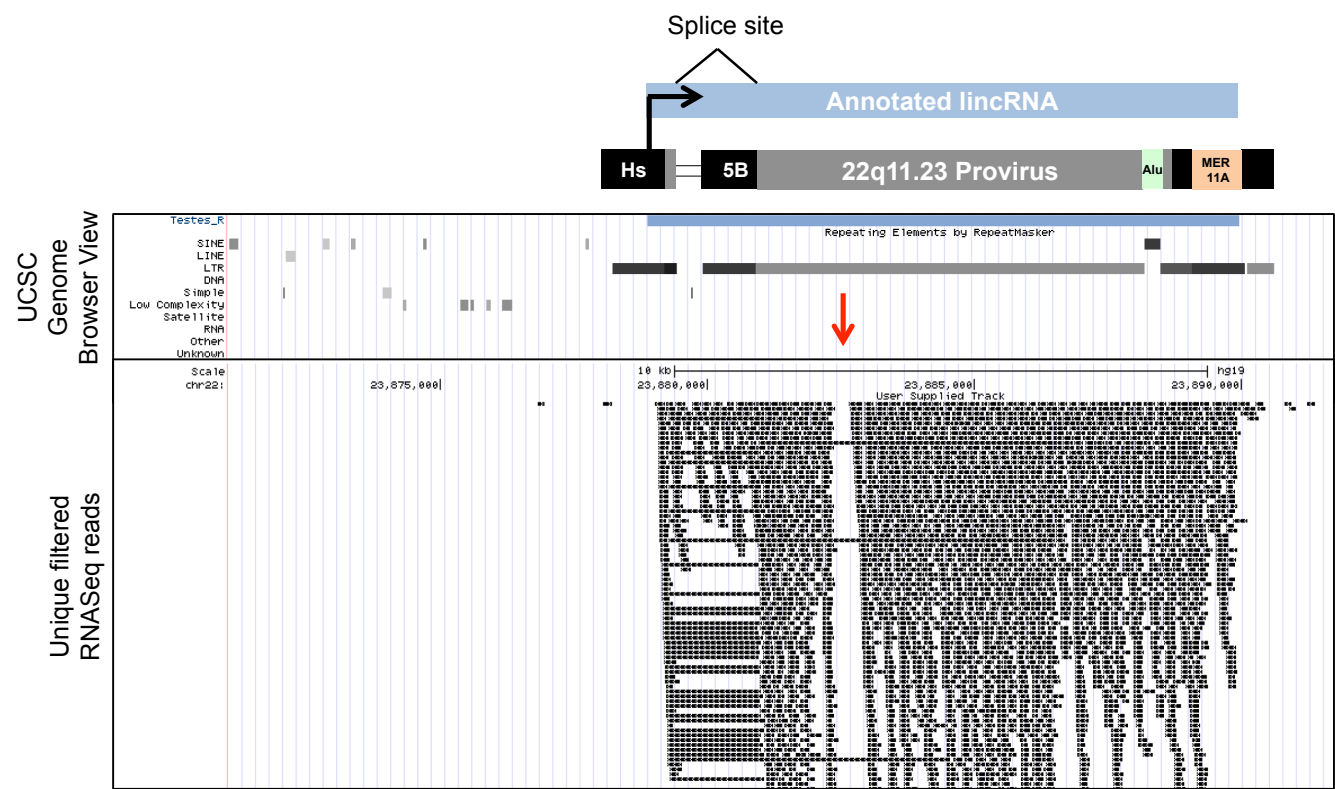 Splice site
Annotated lincRNA
Hs
5B
22q11.23 Provirus
Alu
MER
11A
UCSC
Genome
Browser View
Testes_R
Repeating Elements by RepeatMasker
SINE
LINE
LTR
DNA
Simple
Low Complexity
Satellite
RNA
Other
Unknown
Scale
10 kb
hg19
chr22:
23,875,000
23,880,000
23,885,000
23,890,000
User Supplied Track
Unique filtered
RNASeq reads